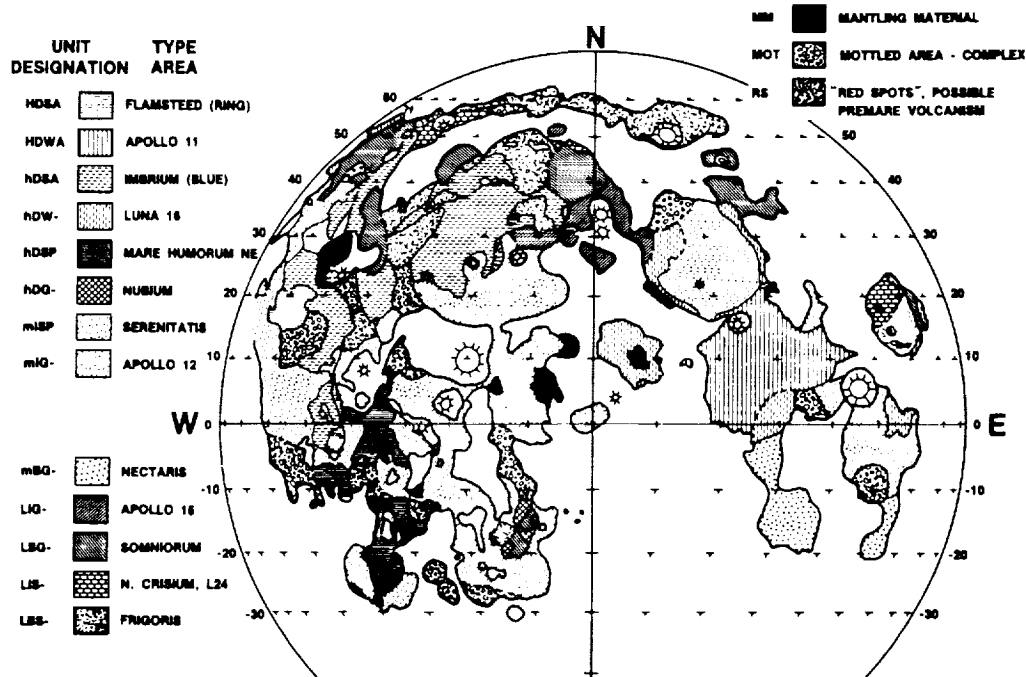 UNIT TYPE
DESIGNATION AREA
HDSA FLAMSTEED (RING)
HDWA APOLLO 11
hDSA IMBRIUM (BLUE)
hDW- LUNA 16
hDSP MARE HUMORUM NE
hDG- NUBIUM
mISP SERENITATIS
mIG- APOLLO 12
mBG- NECTARIS
LIG- APOLLO 15
LBG- SOMNIORUM
LIS- N. CRISIUM, L24
LBS- FRIGORIS
MM MANTLING MATERIAL
MOT MOTTLED AREA - COMPLEX
RS "RED SPOTS", POSSIBLE
PREMARE VOLCANISM
N
50
50 50
40 40
30 30
20 20
10 10
W 0 0 E
-10 -10
-20 -20
-30 -30